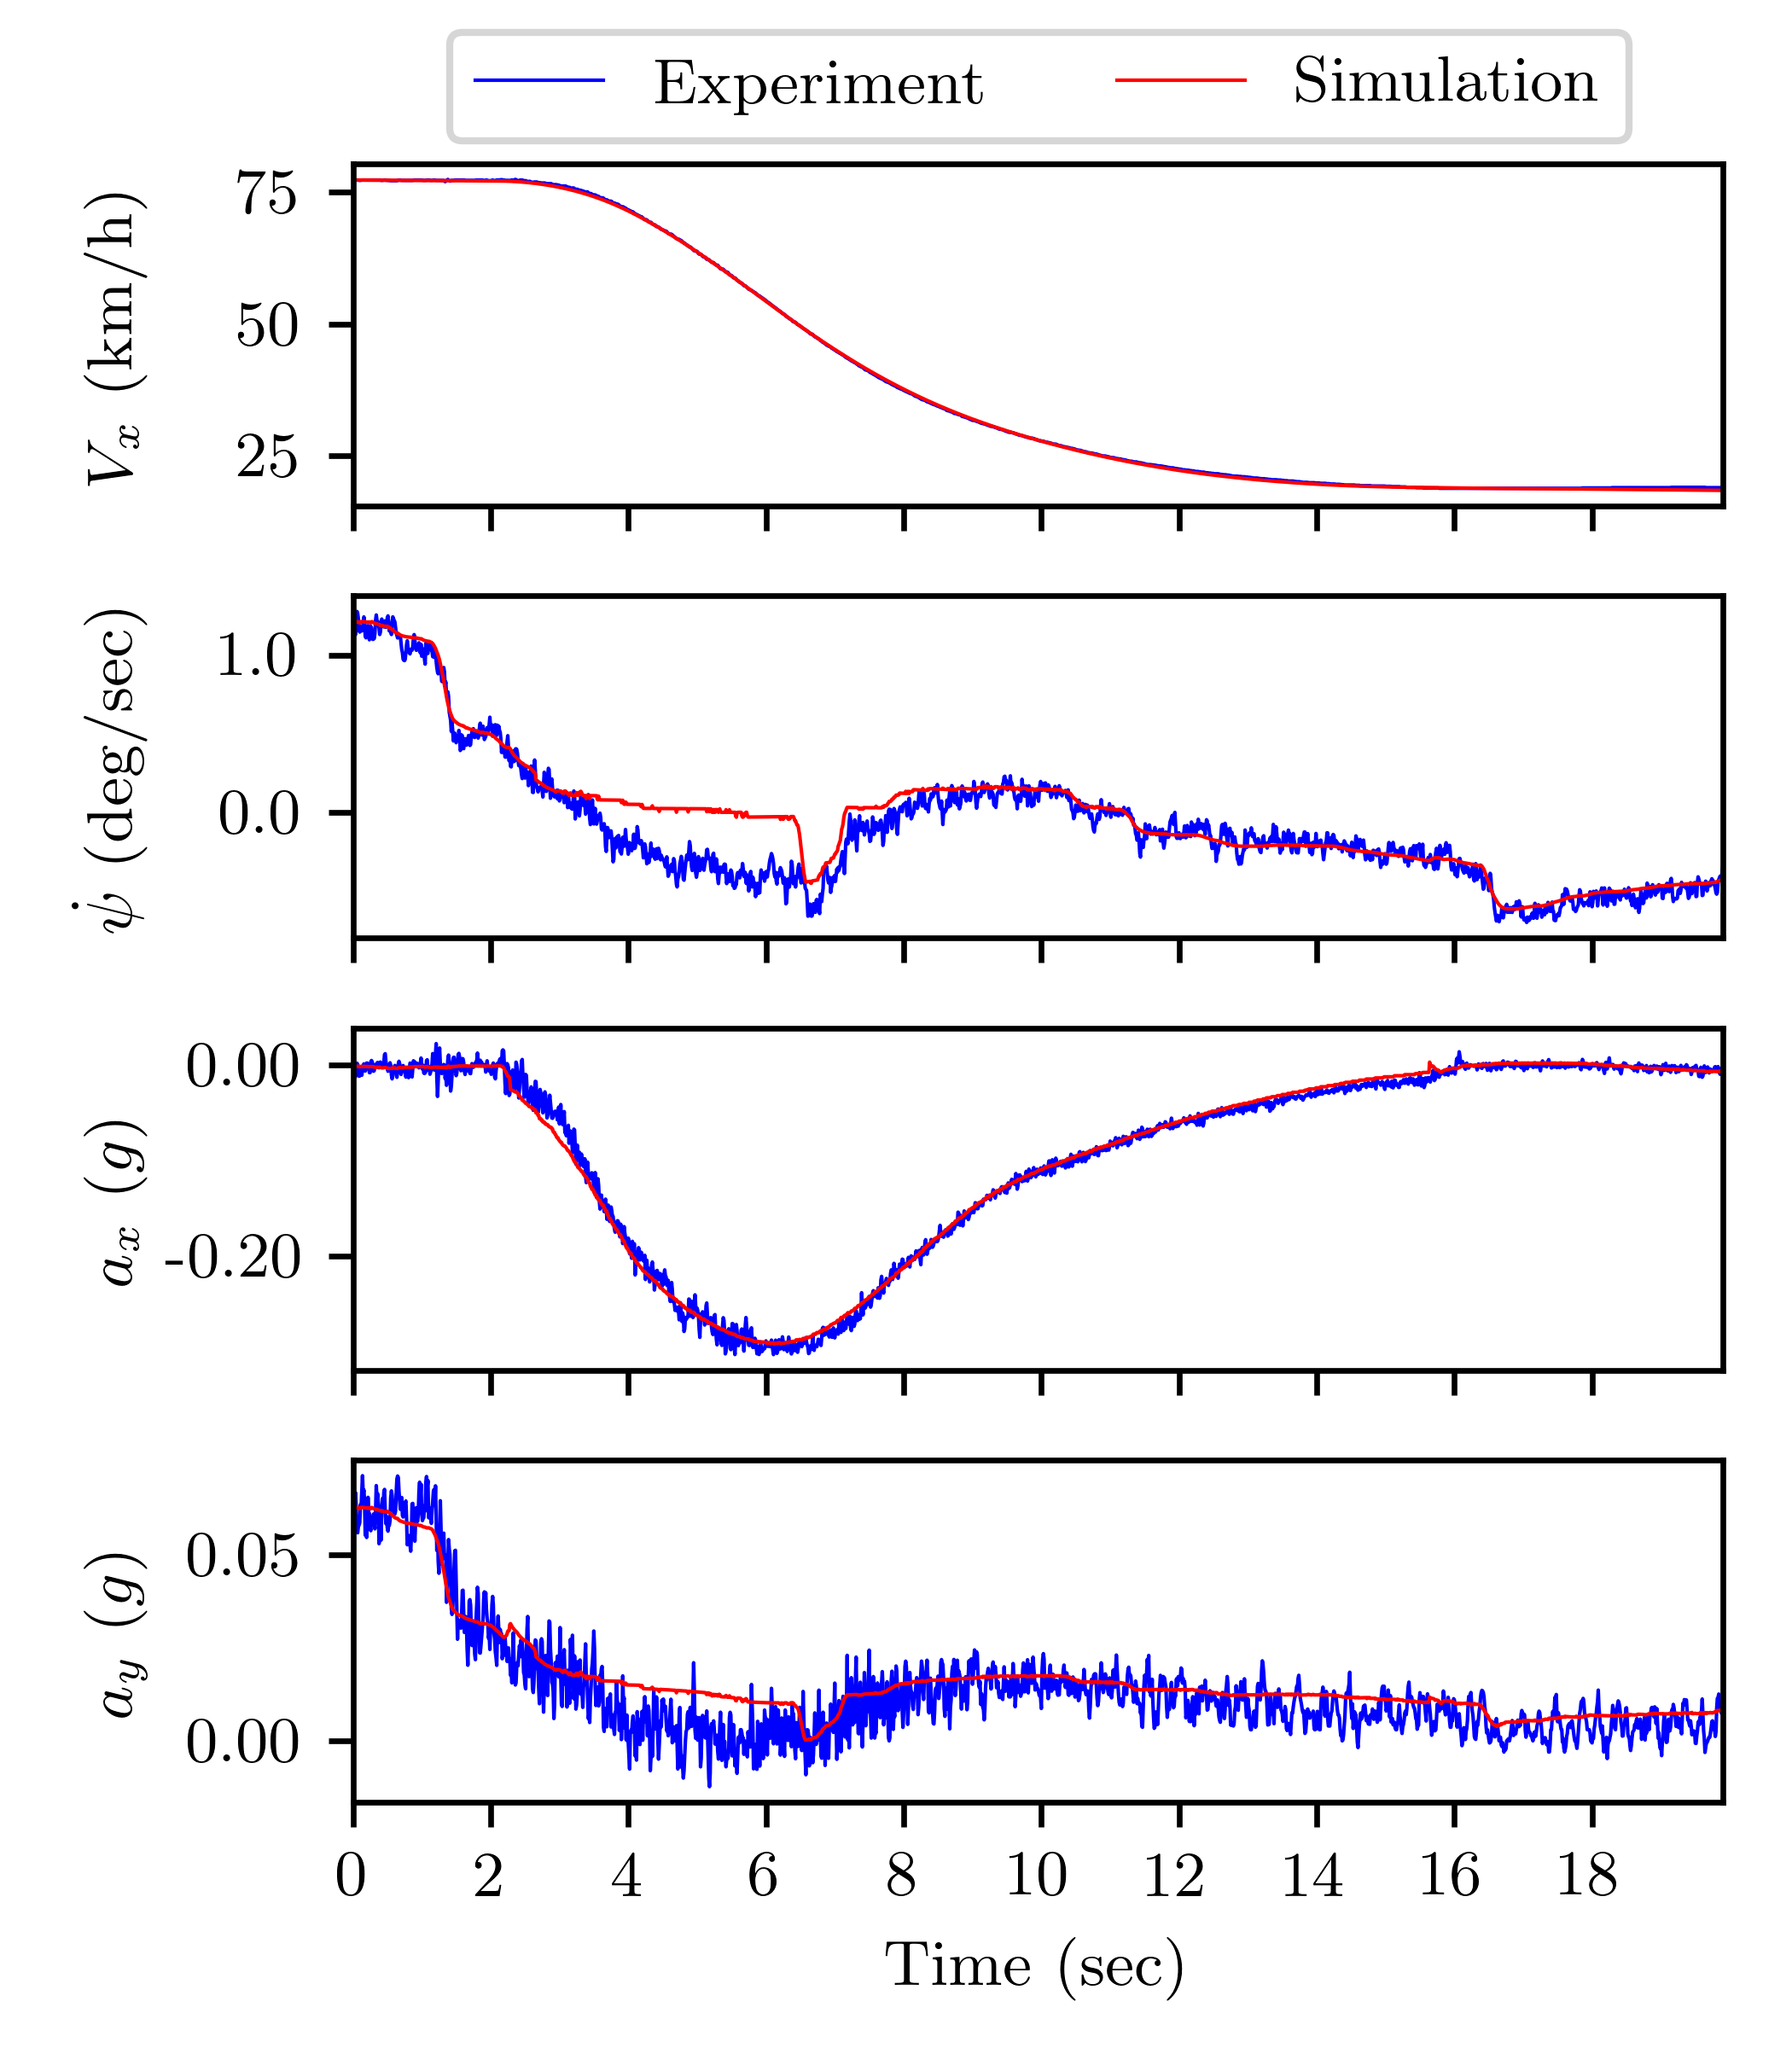 Experiment Simulation
V_x (km/h)
75
50
25
ψ̇ (deg/sec)
1.0
0.0
a_x (g)
0.00
-0.20
a_y (g)
0.05
0.00
0 2 4 6 8 10 12 14 16 18
Time (sec)